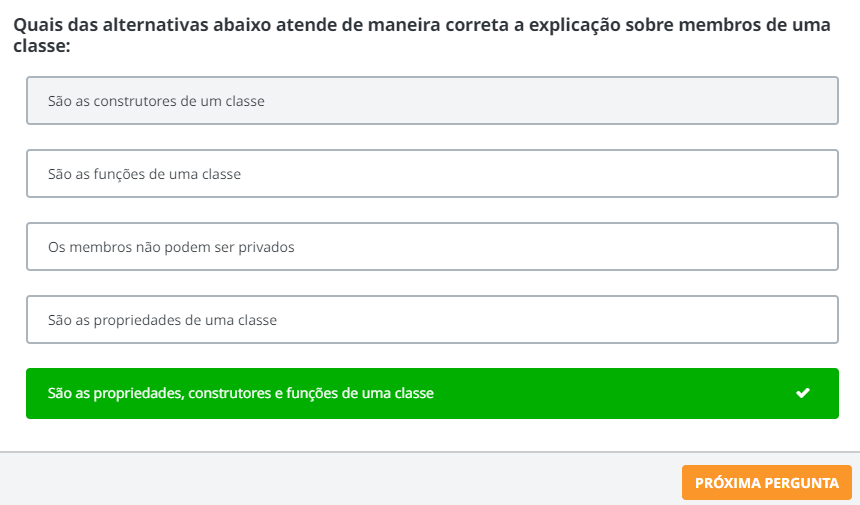 Quais das alternativas abaixo atende de maneira correta a explicação sobre membros de uma
classe:
São as construtores de um classe
São as funções de uma classe
Os membros não podem ser privados
São as propriedades de uma classe
São as propriedades, construtores e funções de uma classe
PRÓXIMA PERGUNTA